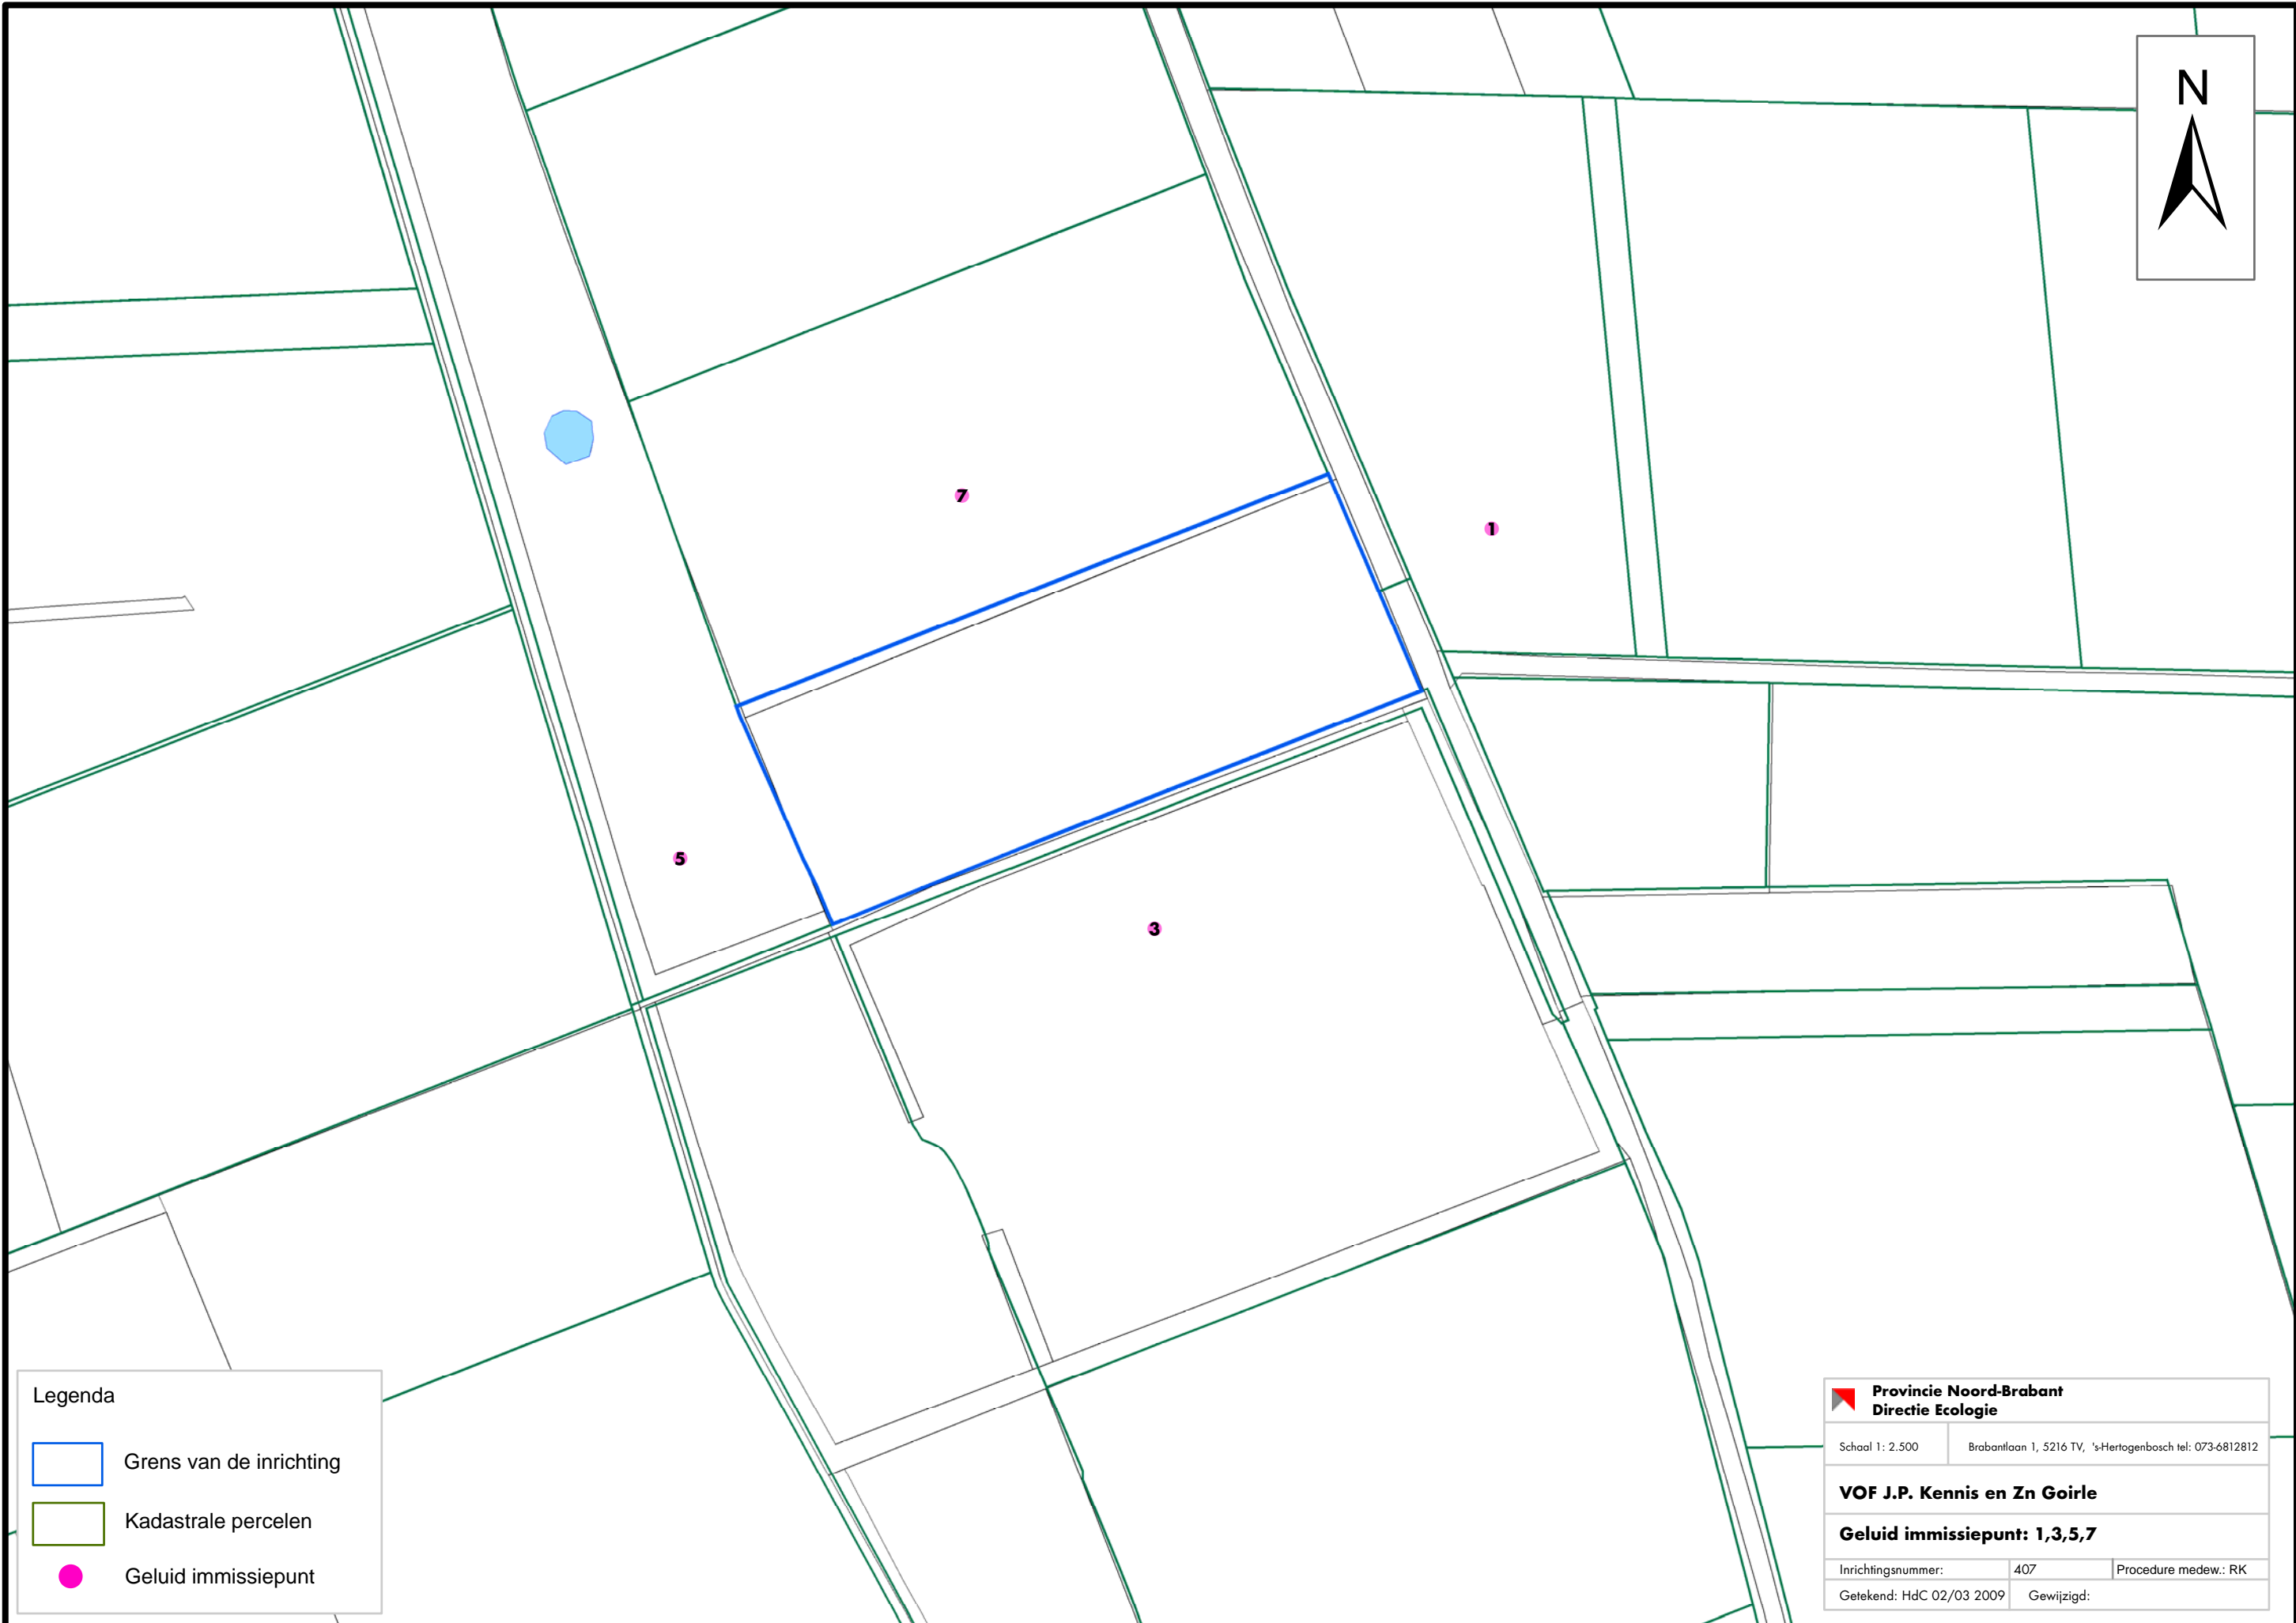 N
7
1
5
3
Legenda
Grens van de inrichting
Kadastrale percelen
Geluid immissiepunt
Provincie Noord-Brabant
Directie Ecologie
Schaal 1: 2.500 Brabantlaan 1, 5216 TV, 's-Hertogenbosch tel: 073-6812812
VOF J.P. Kennis en Zn Goirle
Geluid immissiepunt: 1,3,5,7
Inrichtingsnummer: 407 Procedure medew.: RK
Getekend: HdC 02/03 2009 Gewijzigd: